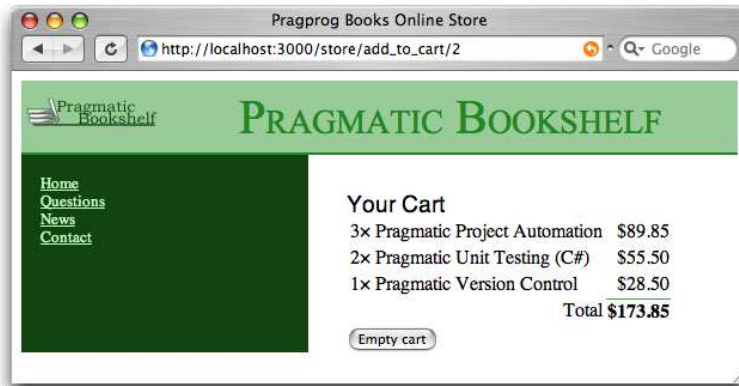 Pragprog Books Online Store
http://localhost:3000/store/add_to_cart/2
Google
Pragmatic
Bookshelf
PRAGMATIC BOOKSHELF
Home
Questions
News
Contact
Your Cart
3× Pragmatic Project Automation $89.85
2× Pragmatic Unit Testing (C#) $55.50
1× Pragmatic Version Control $28.50
Total $173.85
Empty cart